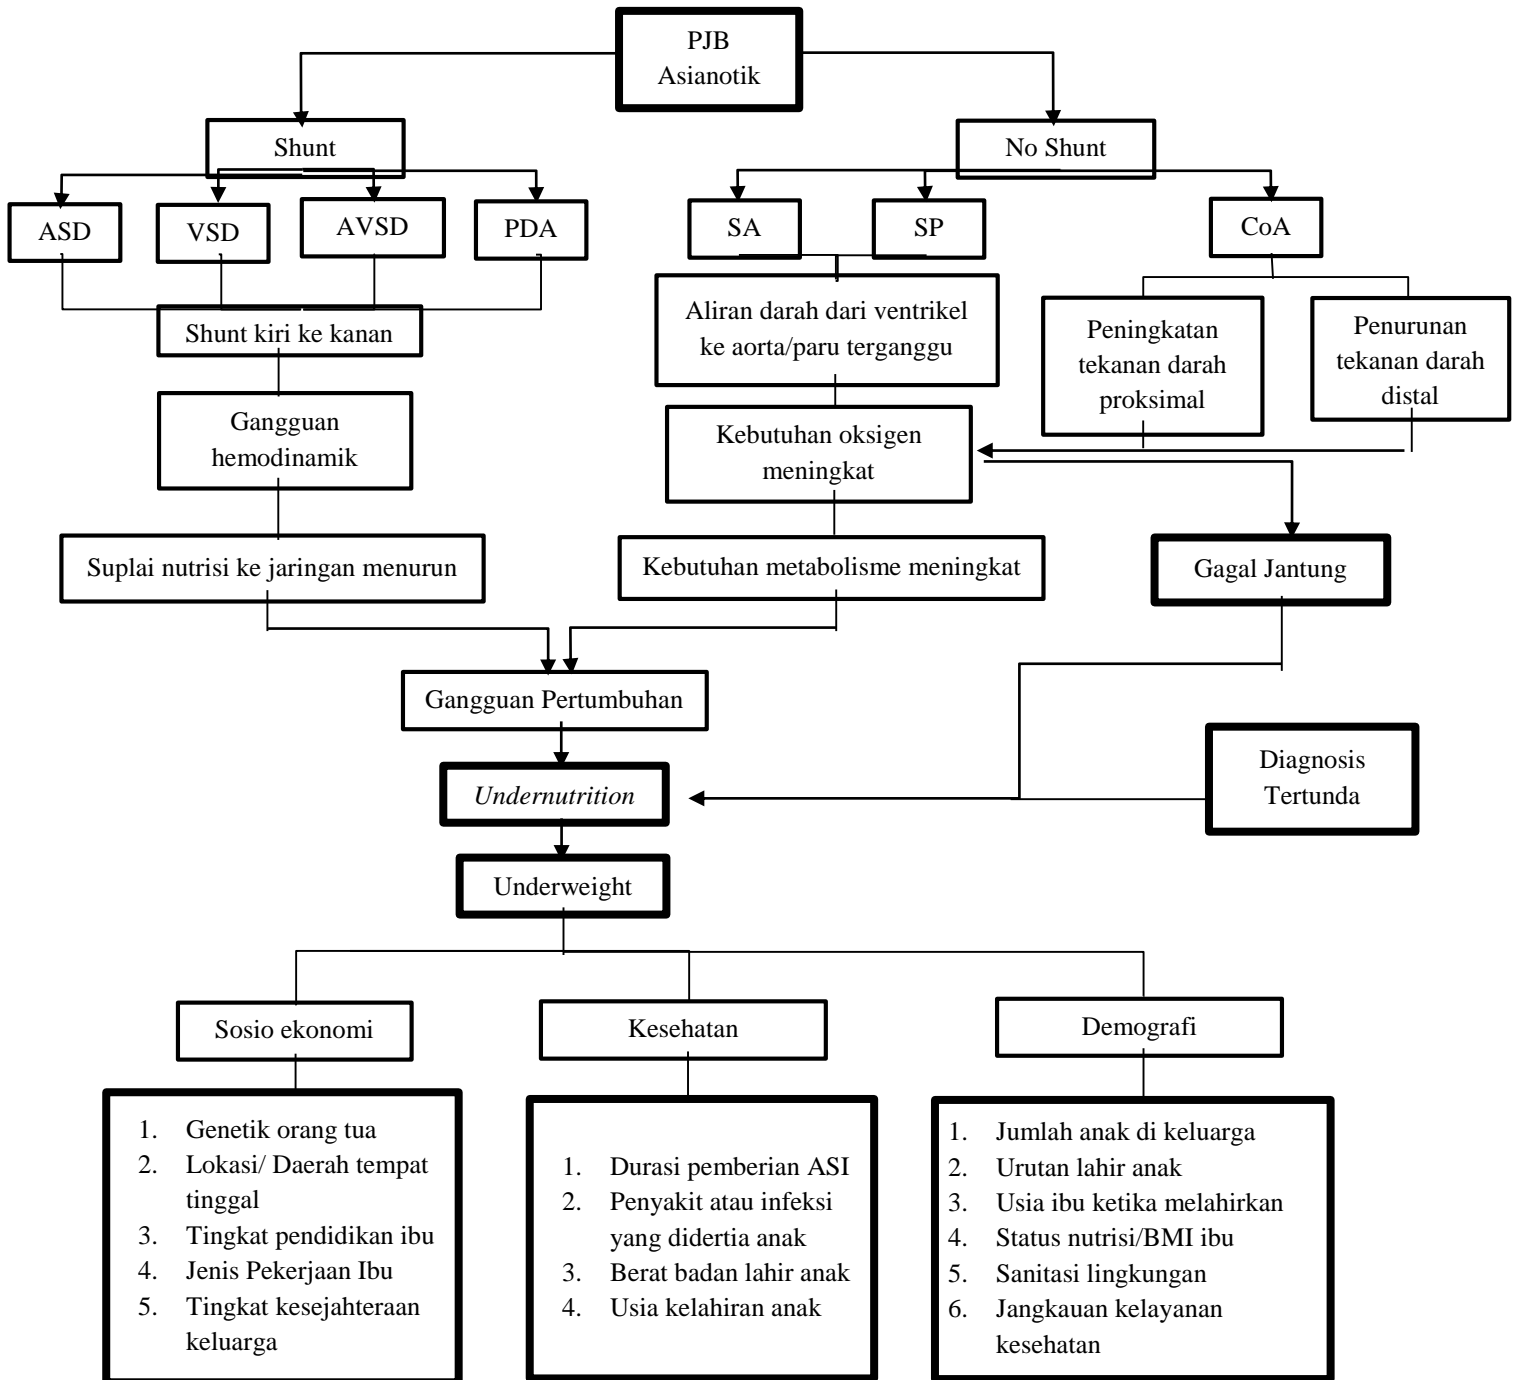 PJB
Asianotik
Shunt
No Shunt
ASD
VSD
AVSD
PDA
SA
SP
CoA
Shunt kiri ke kanan
Aliran darah dari ventrikel
ke aorta/paru terganggu
Peningkatan
tekanan darah
proksimal
Penurunan
tekanan darah
distal
Gangguan
hemodinamik
Kebutuhan oksigen
meningkat
Suplai nutrisi ke jaringan menurun
Kebutuhan metabolisme meningkat
Gagal Jantung
Gangguan Pertumbuhan
Undernutrition
Diagnosis
Tertunda
Underweight
Sosio ekonomi
Kesehatan
Demografi
1. Genetik orang tua
2. Lokasi/ Daerah tempat
tinggal
3. Tingkat pendidikan ibu
4. Jenis Pekerjaan Ibu
5. Tingkat kesejahteraan
keluarga
1. Durasi pemberian ASI
2. Penyakit atau infeksi
yang didertia anak
3. Berat badan lahir anak
4. Usia kelahiran anak
1. Jumlah anak di keluarga
2. Urutan lahir anak
3. Usia ibu ketika melahirkan
4. Status nutrisi/BMI ibu
5. Sanitasi lingkungan
6. Jangkauan kelayanan
kesehatan